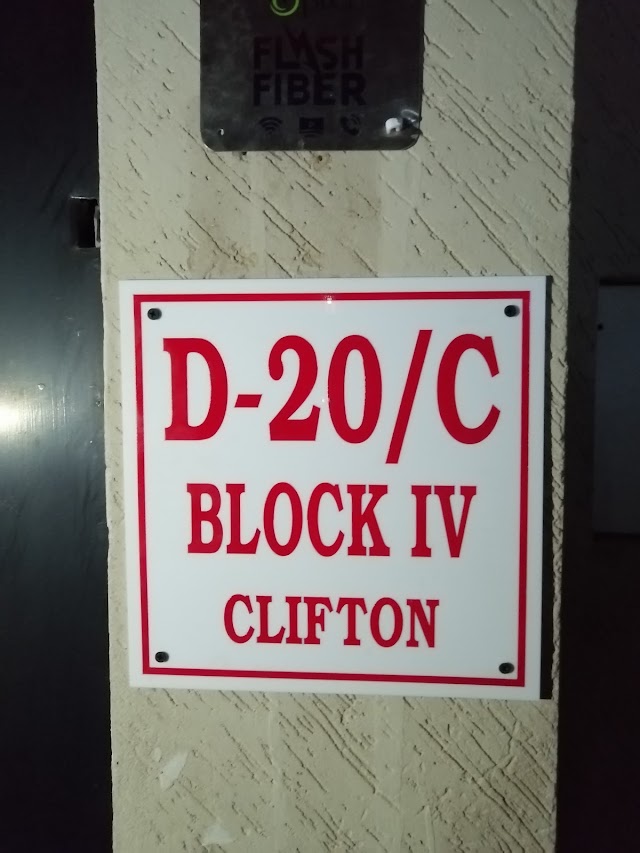 FLASH
FIBER
D-20/C
BLOCK IV
CLIFTON